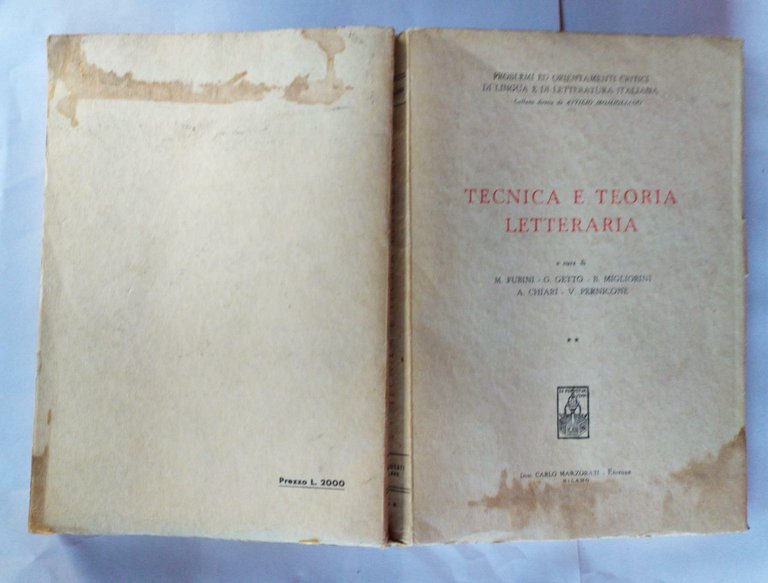 PROBLEMI ED ORIENTAMENTI CRITICI
DI LINGUA E DI LETTERATURA ITALIANA
Collana diretta da ATTILIO MOMIGLIANO
TECNICA E TEORIA
LETTERARIA
a cura di
M. FUBINI - G. GETTO - B. MIGLIORINI
A. CHIARI - V. PERNICONE
**
Dott. CARLO MARZORATI - Editore
MILANO
Prezzo L. 2000